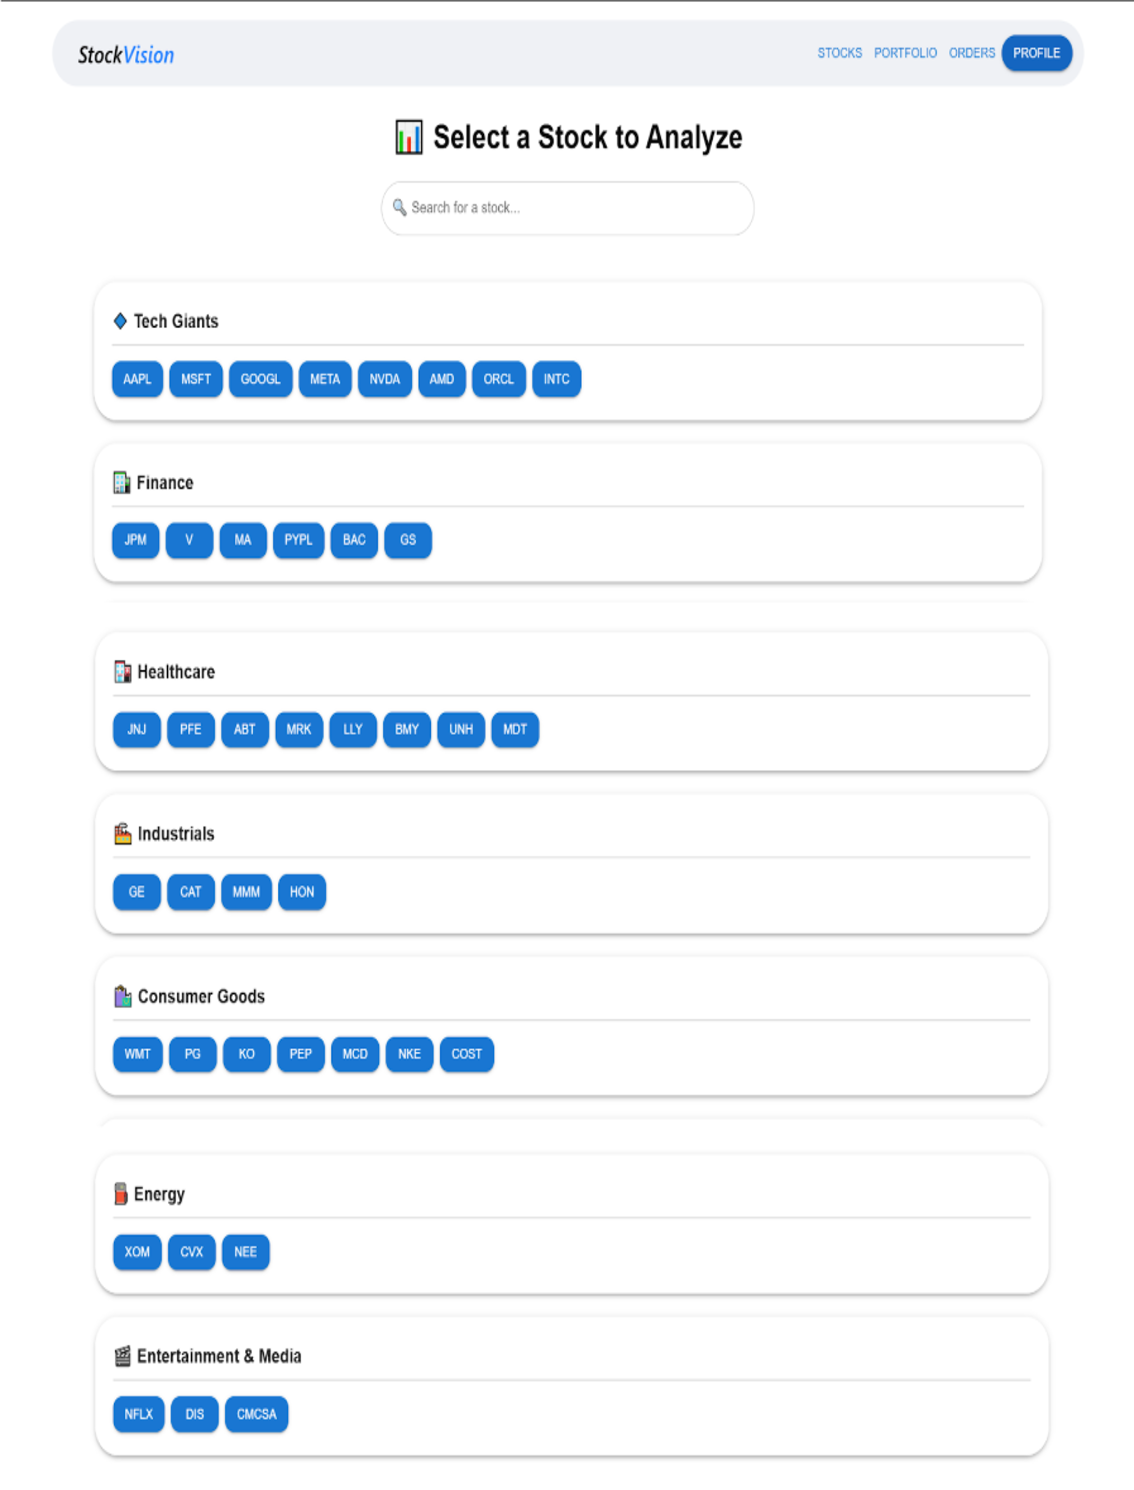 StockVision
STOCKS PORTFOLIO ORDERS PROFILE
Select a Stock to Analyze
Search for a stock...
Tech Giants
AAPL MSFT GOOGL META NVDA AMD ORCL INTC
Finance
JPM V MA PYPL BAC GS
Healthcare
JNJ PFE ABT MRK LLY BMY UNH MDT
Industrials
GE CAT MMM HON
Consumer Goods
WMT PG KO PEP MCD NKE COST
Energy
XOM CVX NEE
Entertainment & Media
NFLX DIS CMCSA